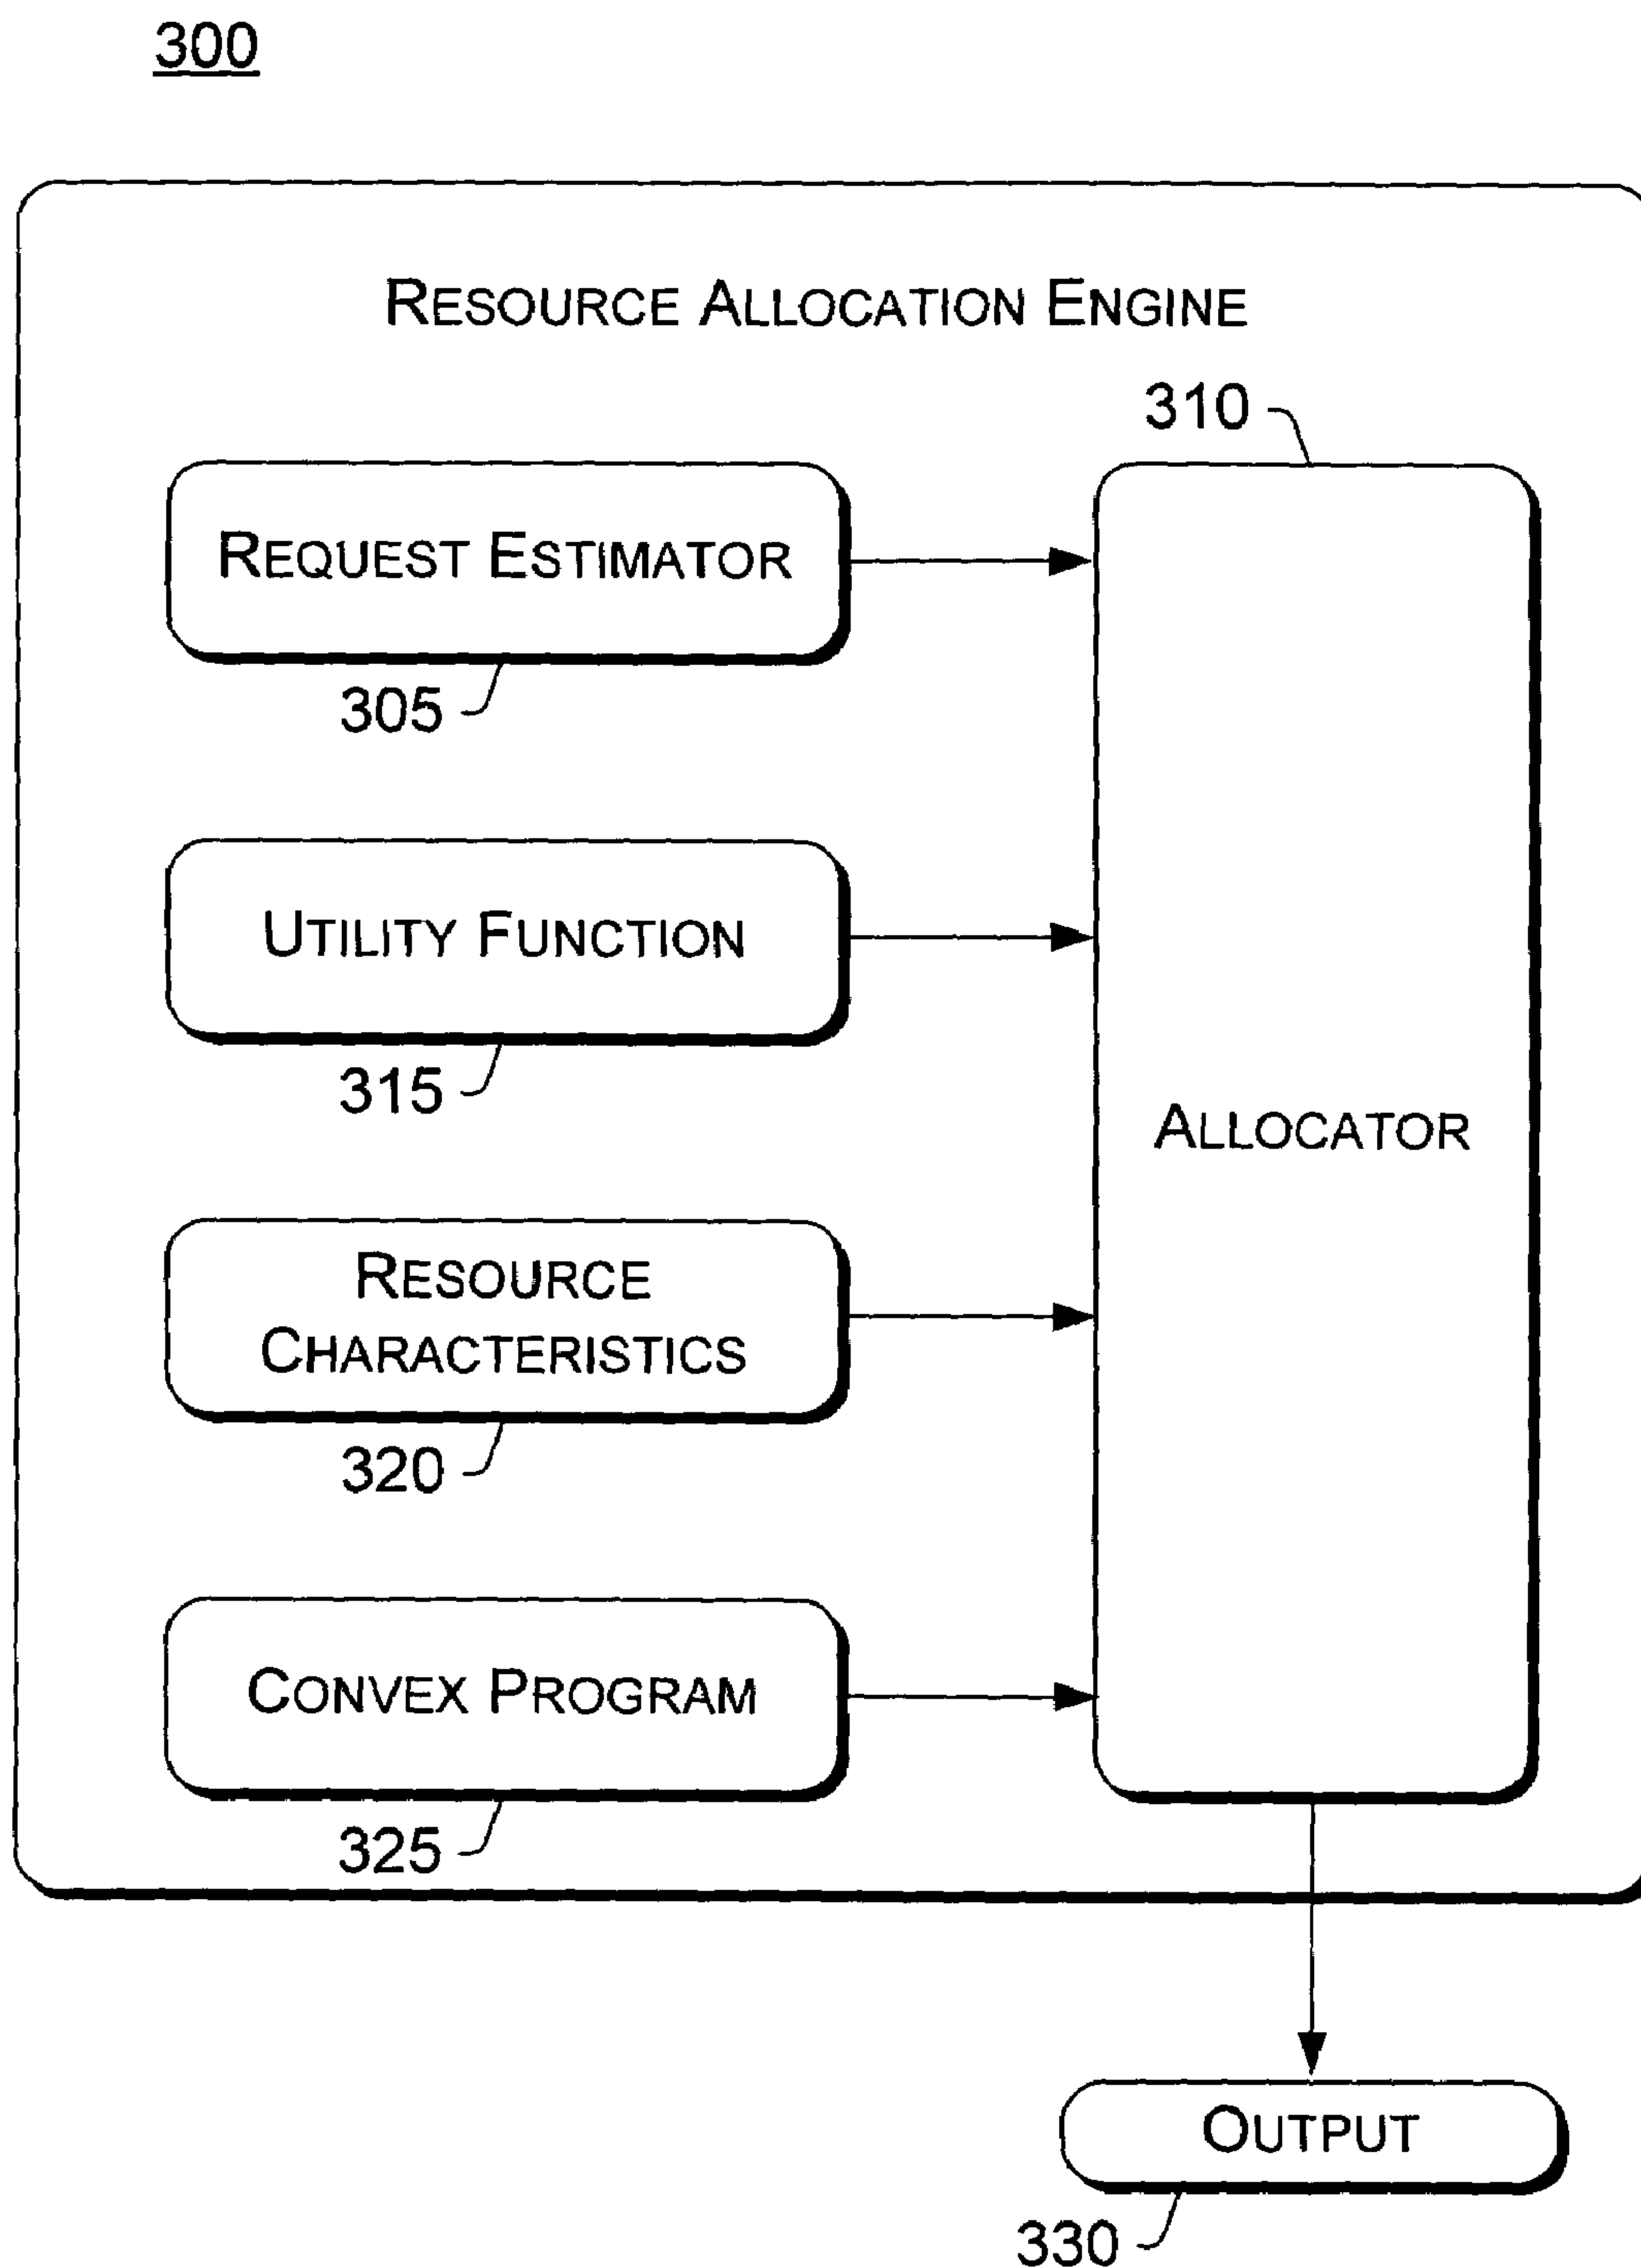 300
RESOURCE ALLOCATION ENGINE
310
REQUEST ESTIMATOR
305
UTILITY FUNCTION
315
ALLOCATOR
RESOURCE
CHARACTERISTICS
320
CONVEX PROGRAM
325
OUTPUT
330